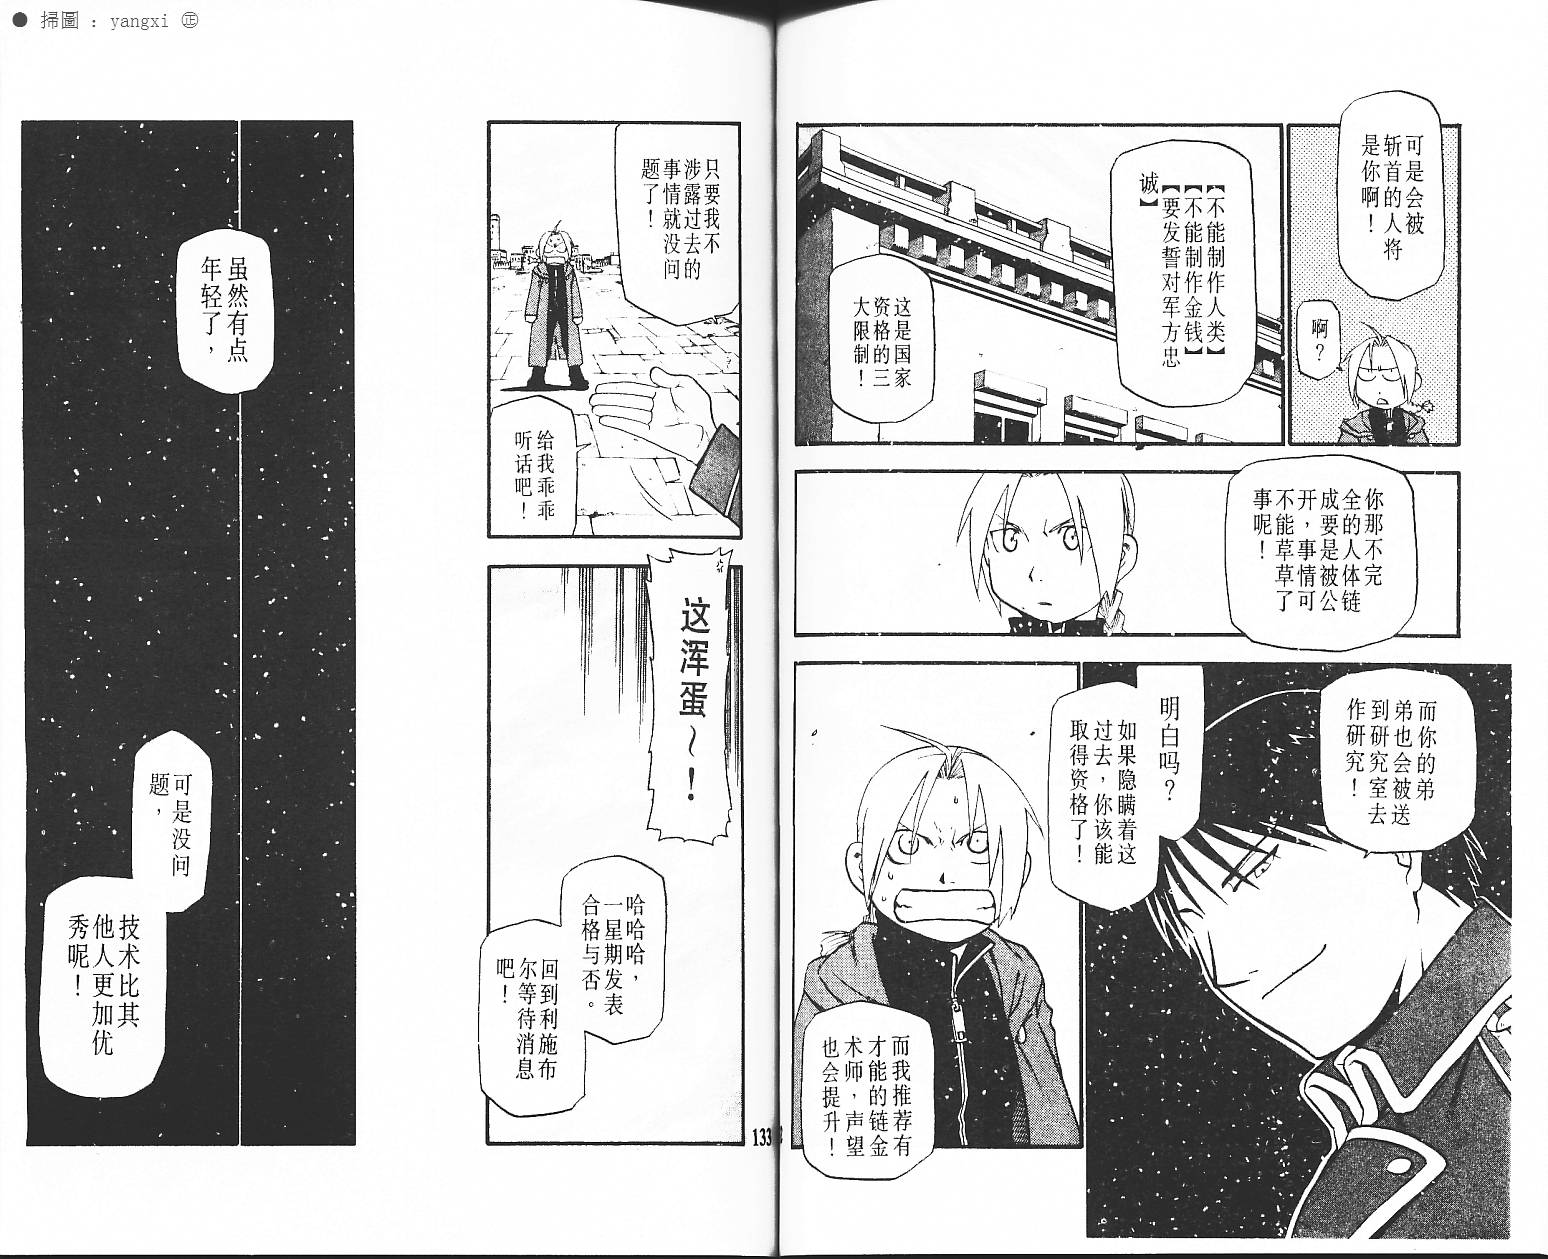 ● 掃圖 ： yangxi ㊣
可是会被
斩首的人将
是你啊！
啊？
【不能制作人类】
【不能制作金钱】
【要发誓对军方忠
诚】
这是国家
资格的三
大限制！
你那不完
全的人体链
成要是被公
开，事情可
不能草草了
事呢！
而你的弟
弟也会被送
到研究室去
作研究！
明白吗？
如果隐瞒着这
过去，你该能
取得资格了！
而我推荐有
才能的链金
术师，声望
也会提升！
只要我不
涉露过去的
事情就没问
题了！
给我乖乖
听话吧！
这浑蛋～！
哈哈哈，
一星期发表
合格与否。
回到利施布
尔等待消息
吧！
133
虽然有点
年轻了，
可是没问
题，
技术比其
他人更加优
秀呢！